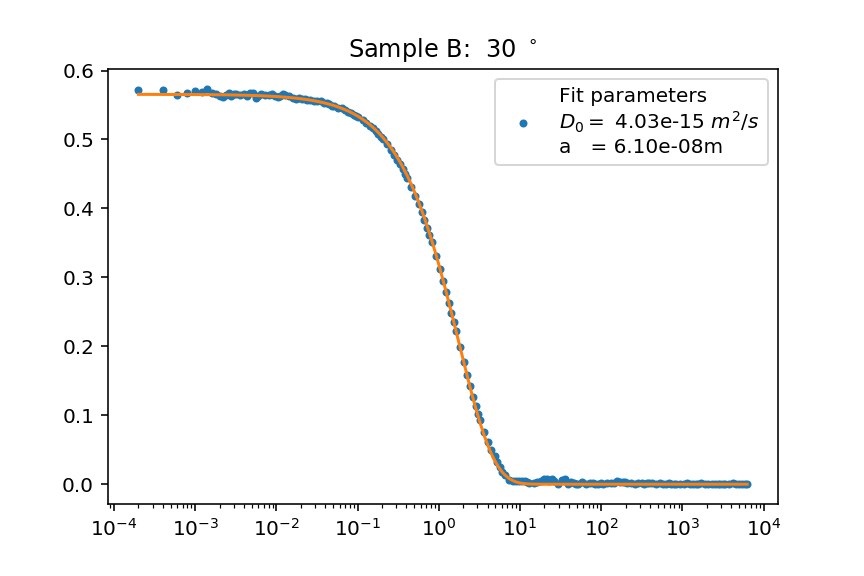 Sample B: 30 °
Fit parameters
D₀ = 4.03e-15 m²/s
a = 6.10e-08m
0.6
0.5
0.4
0.3
0.2
0.1
0.0
10⁻⁴ 10⁻³ 10⁻² 10⁻¹ 10⁰ 10¹ 10² 10³ 10⁴